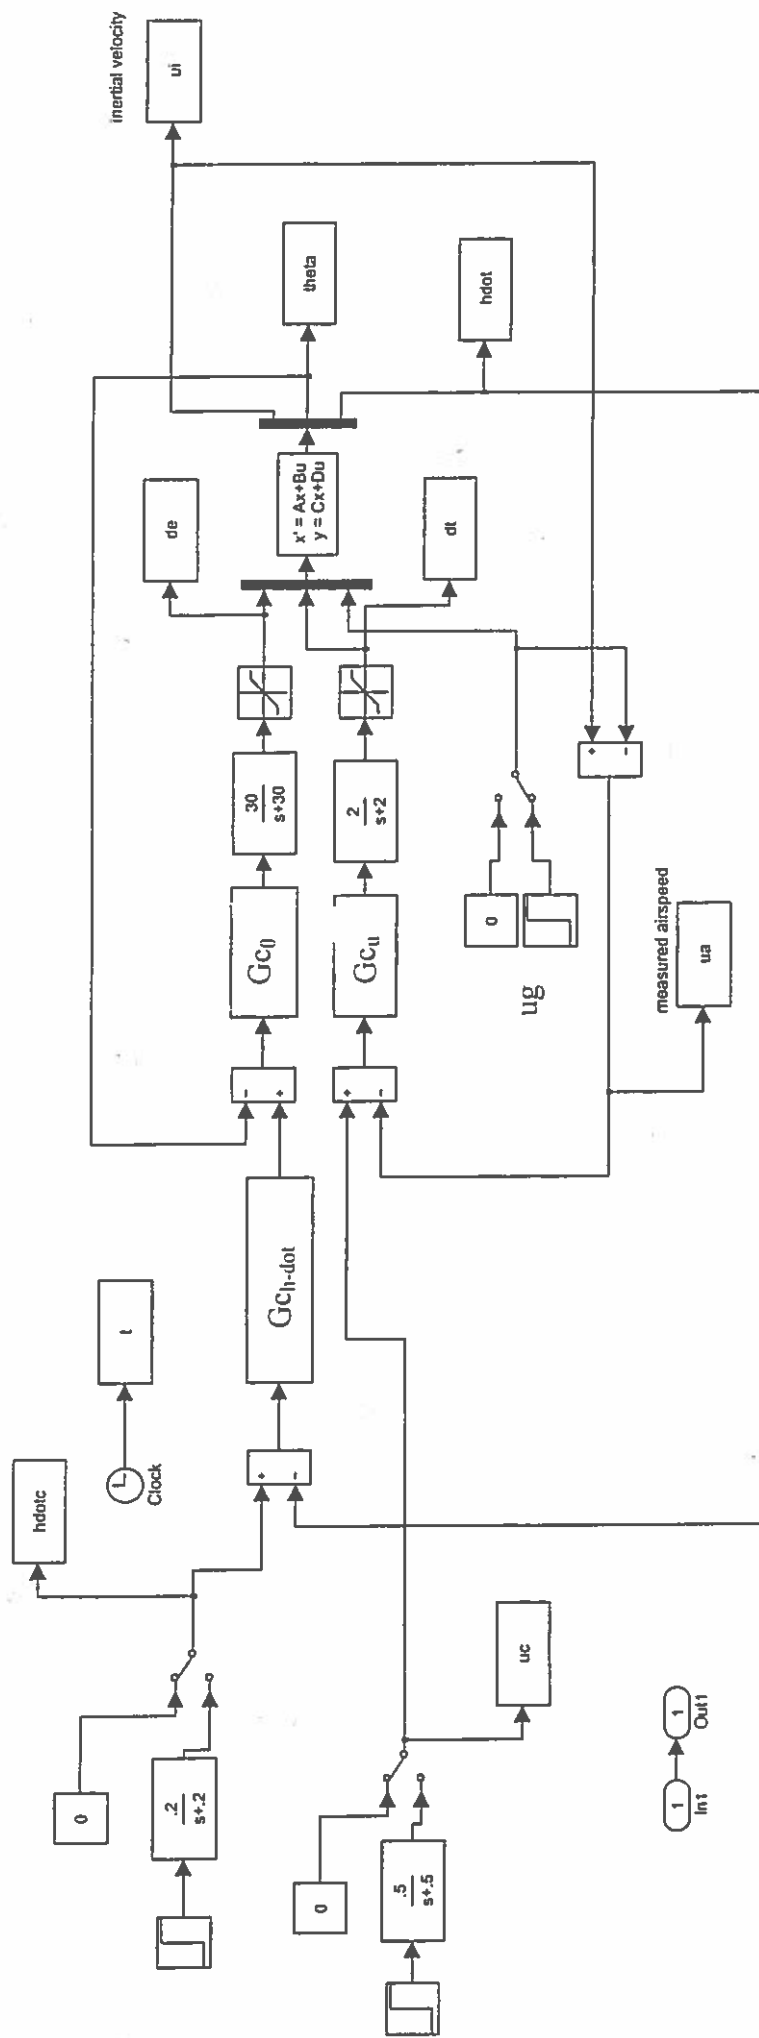 inertial velocity
ui
theta
hdot
de
x' = Ax+Bu
y = Cx+Du
dt
30
s+30
2
s+2
+
-
Gcθ
Gcu
0
ug
measured airspeed
ua
-
+
+
-
Gch-dot
t
Clock
hdotc
+
-
0
.2
s+.2
uc
0
.5
s+.5
1
In1
1
Out1